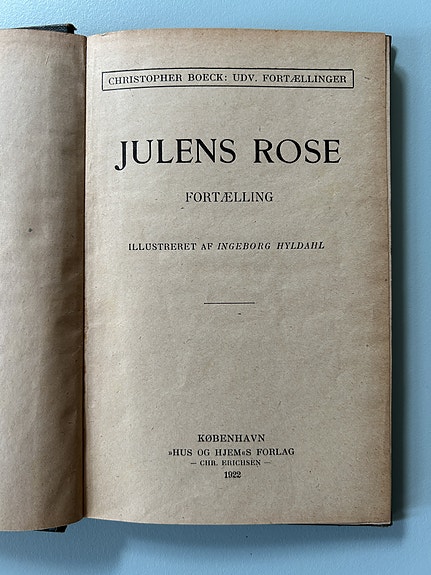 CHRISTOPHER BOECK: UDV. FORTÆLLINGER
JULENS ROSE
FORTÆLLING
ILLUSTRERET AF INGEBORG HYLDAHL
KØBENHAVN
»HUS OG HJEM«S FORLAG
— CHR. ERICHSEN —
1922